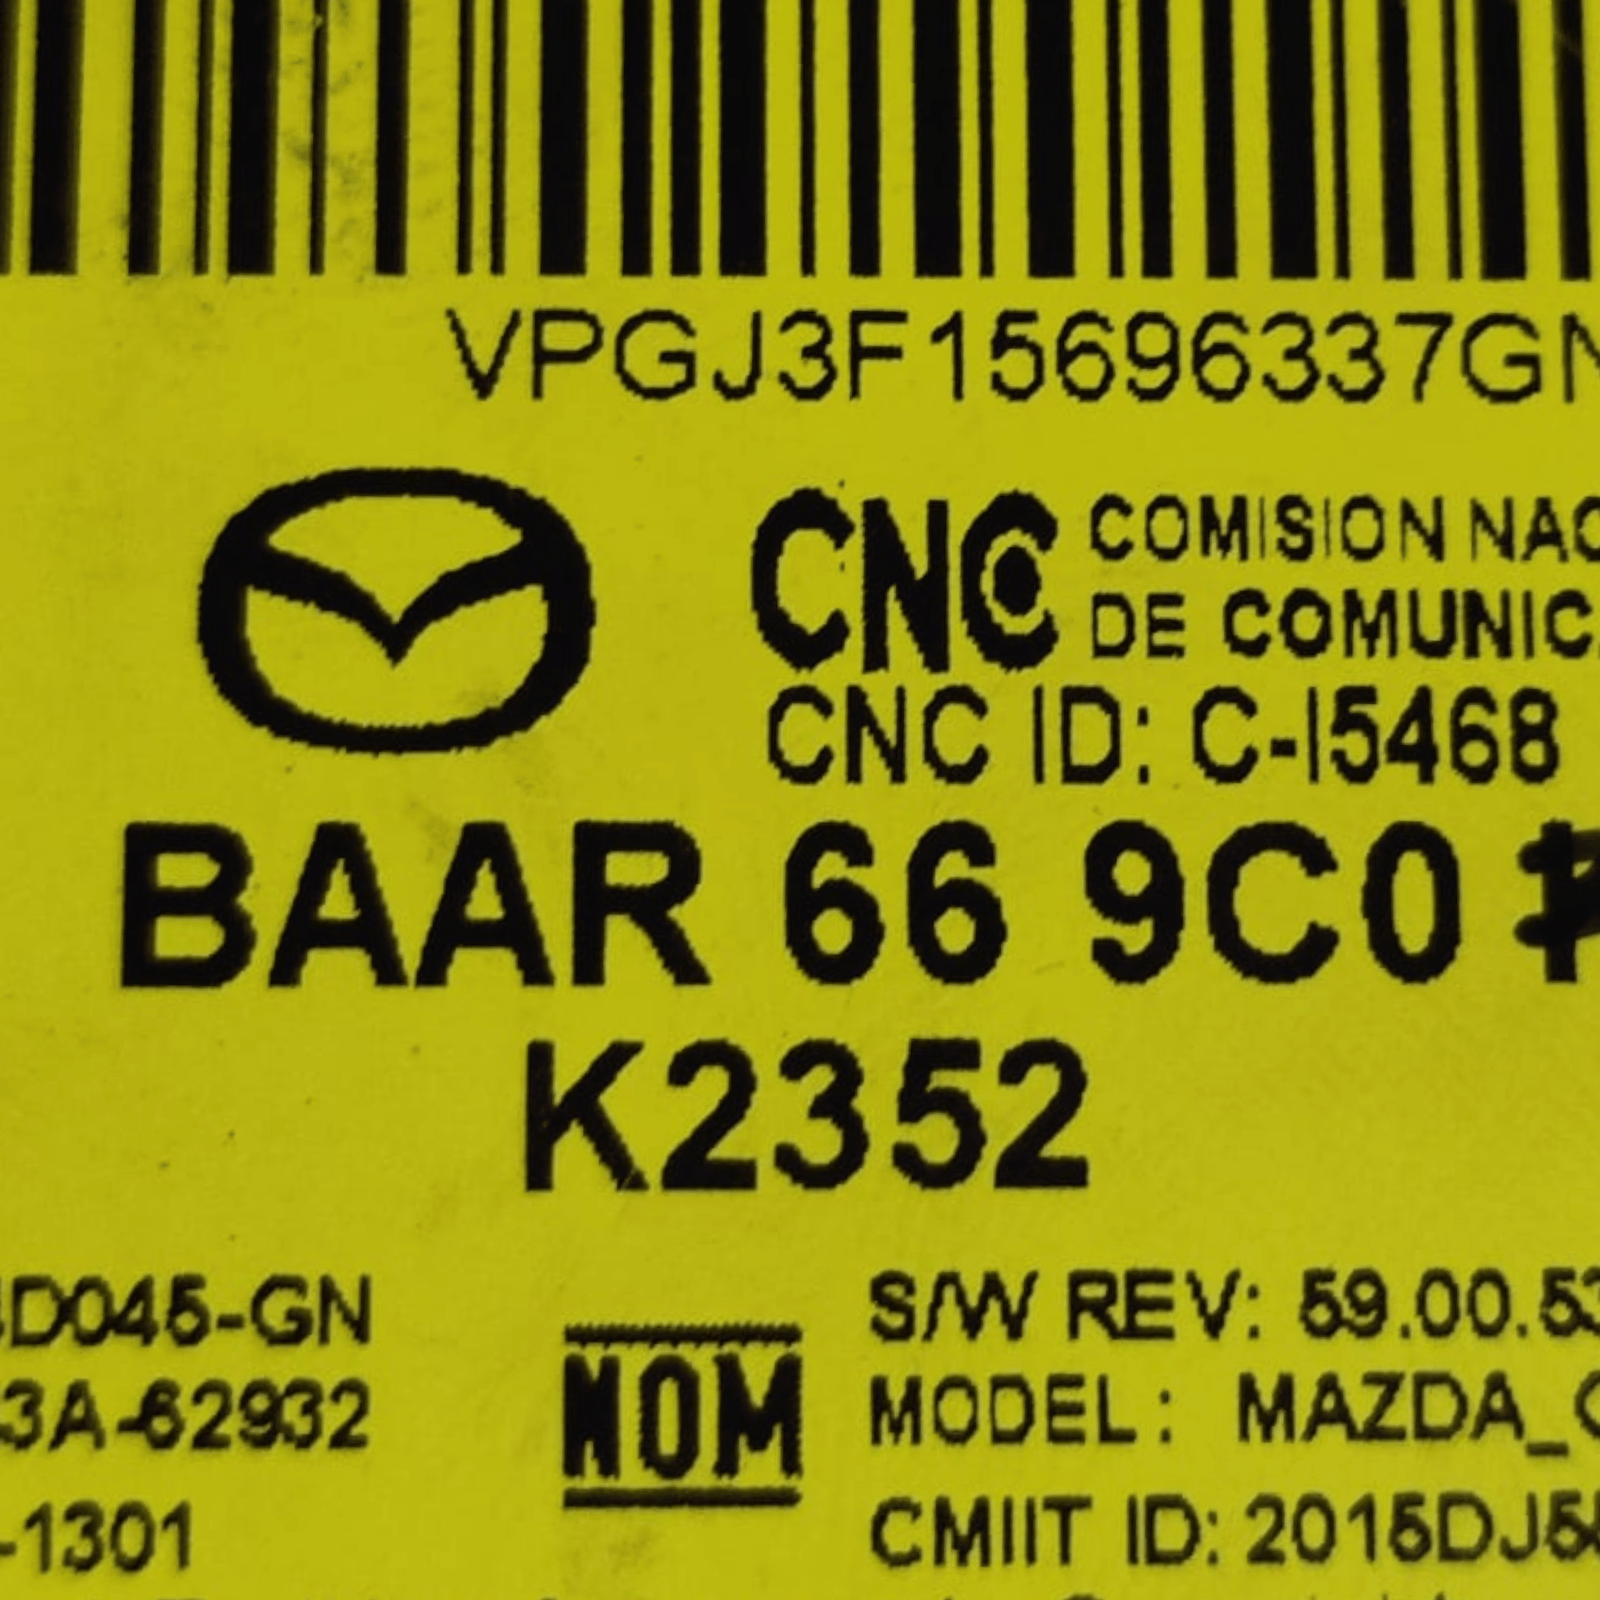 VPGJ3F15696337GN
CNC COMISION NAC
DE COMUNIC
CNC ID: C-I5468
BAAR 66 9C0
K2352
D045-GN
3A-62932
-1301
NOM
S/W REV: 59.00.53
MODEL: MAZDA_
CMIIT ID: 2015DJ5